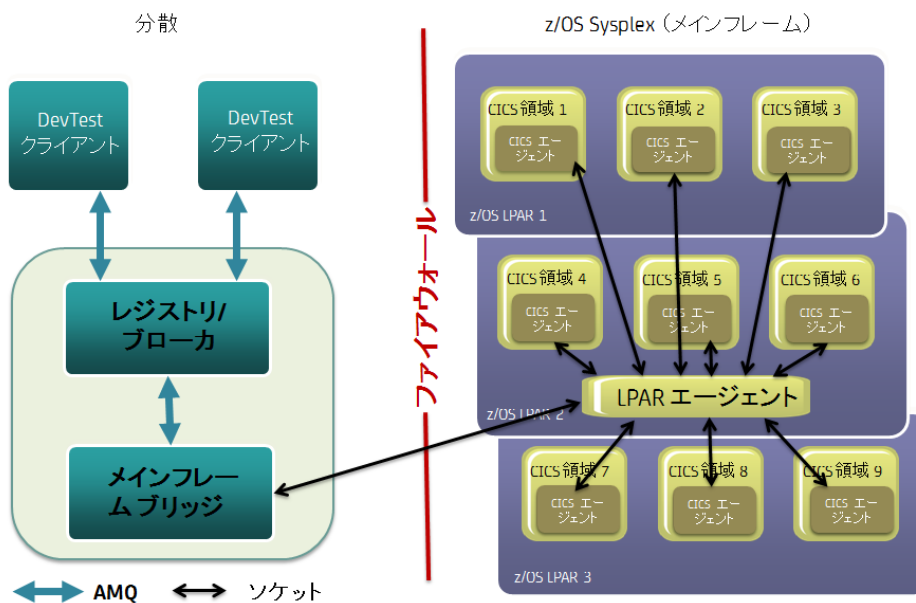 分散
z/OS Sysplex (メインフレーム)
DevTest
クライアント
DevTest
クライアント
レジストリ/
ブローカ
メインフレー
ム ブリッジ
AMQ
ソケット
ファイアウォール
CICS 領域 1
CICS エー
ジェント
CICS 領域 2
CICS エー
ジェント
CICS 領域 3
CICS エー
ジェント
z/OS LPAR 1
CICS 領域 4
CICS エー
ジェント
CICS 領域 5
CICS エー
ジェント
CICS 領域 6
CICS エー
ジェント
LPAR エージェント
z/OS LPAR 2
CICS 領域 7
CICS エー
ジェント
CICS 領域 8
CICS エー
ジェント
CICS 領域 9
CICS エー
ジェント
z/OS LPAR 3